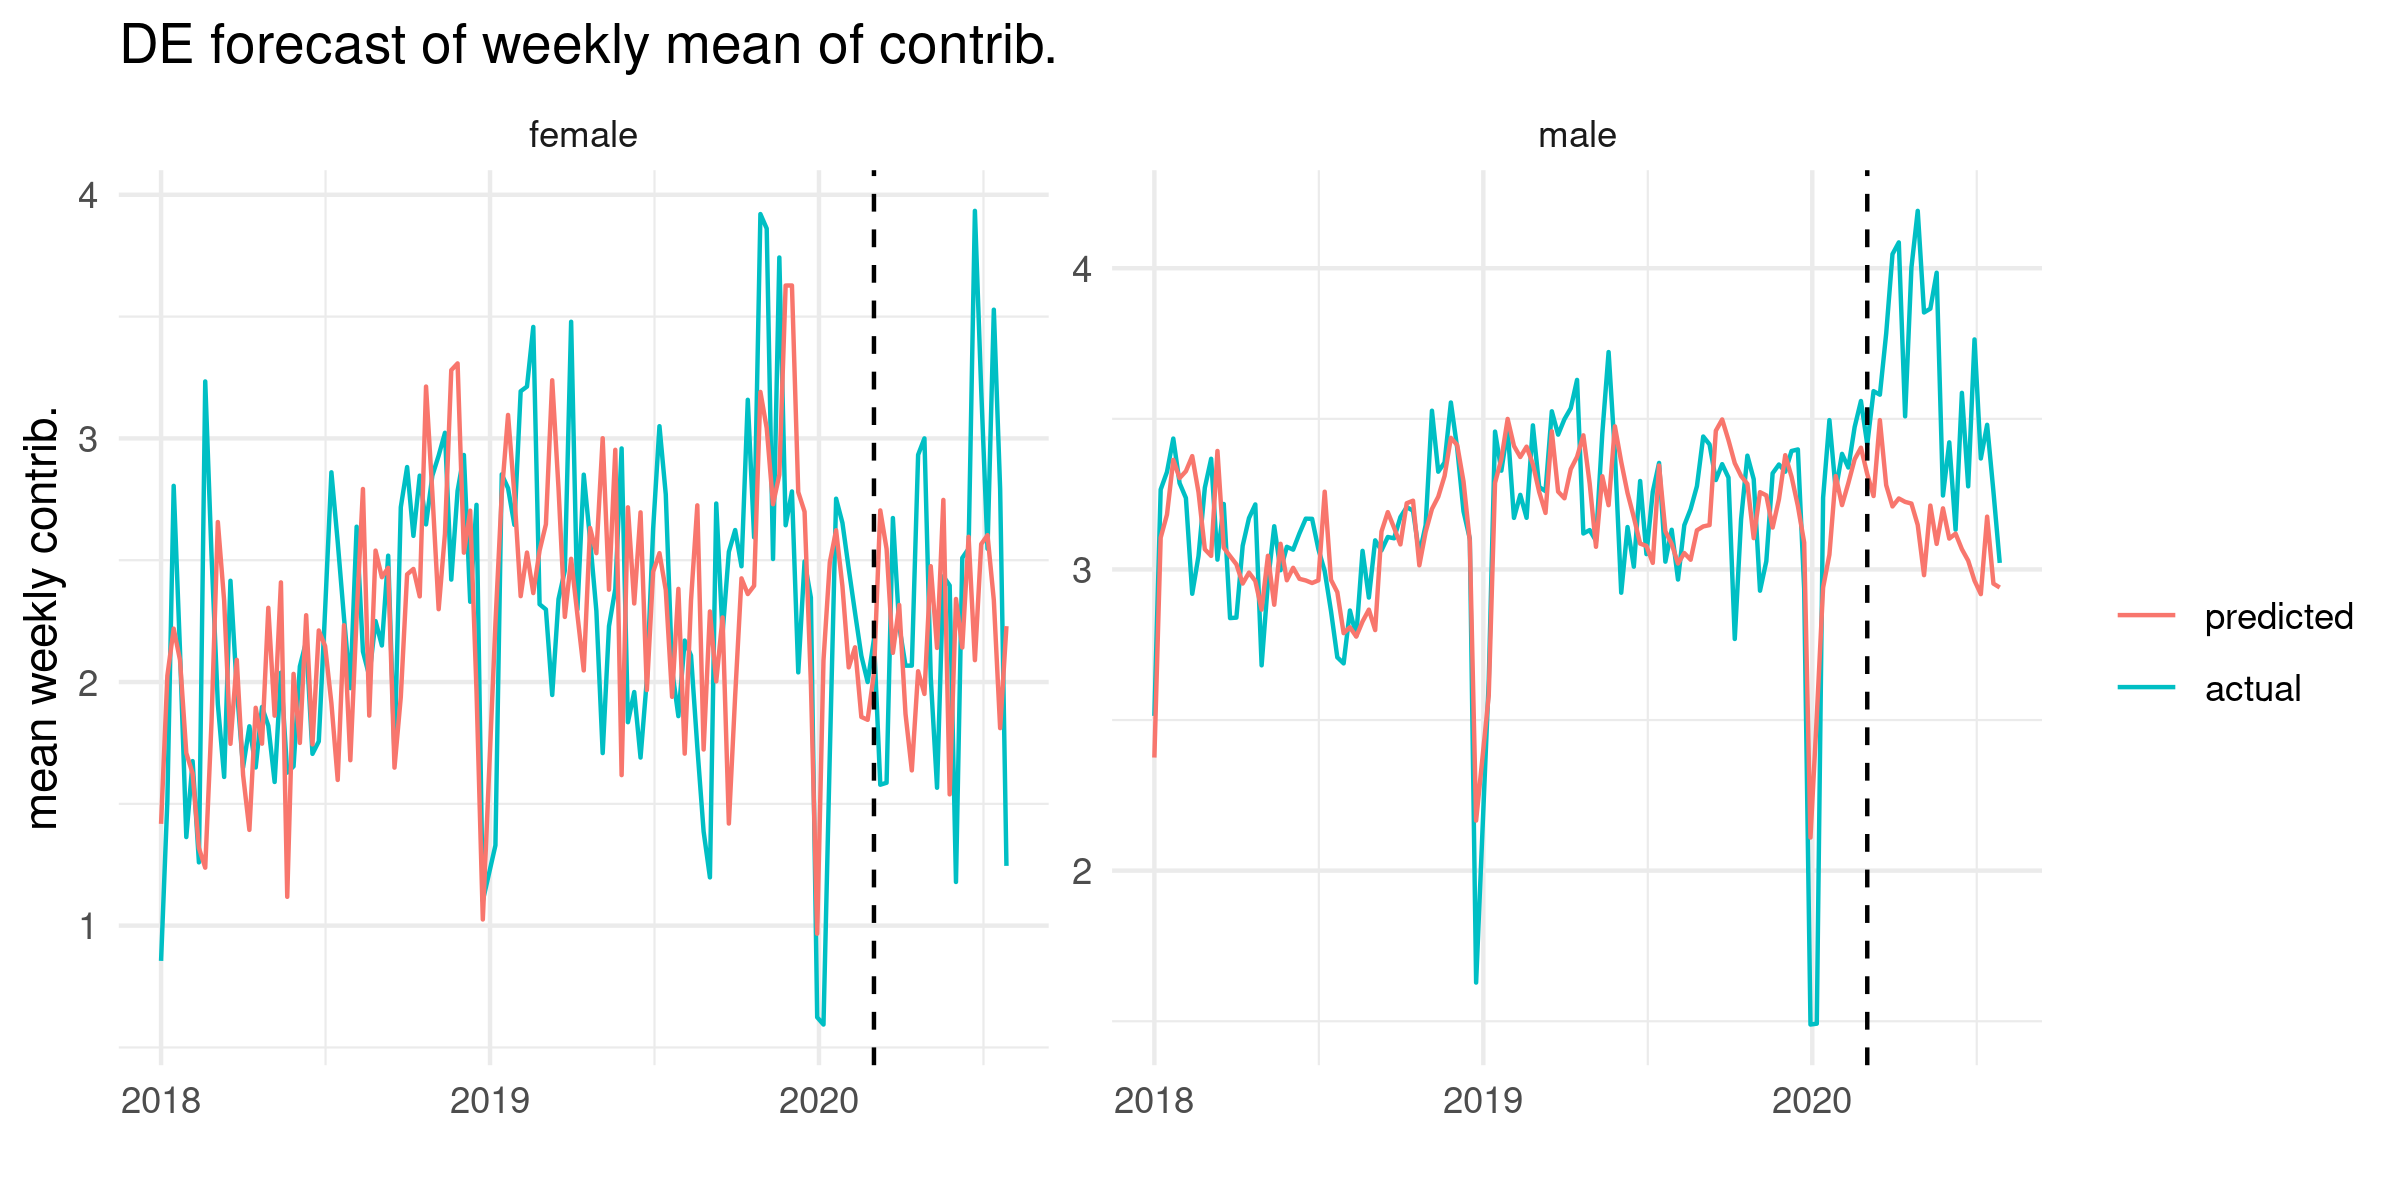 DE forecast of weekly mean of contrib.
female
male
mean weekly contrib.
4
3
2
1
4
3
2
2018
2019
2020
2018
2019
2020
predicted
actual